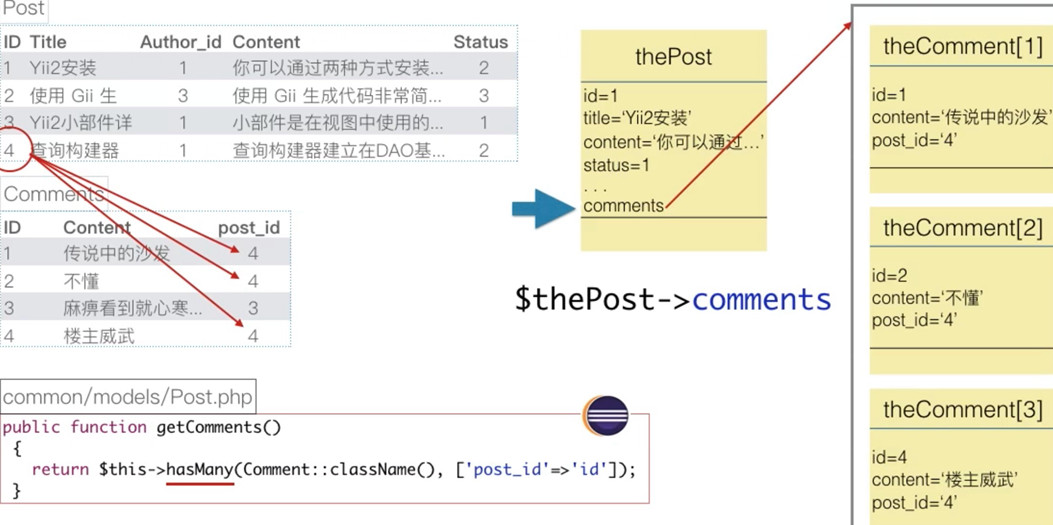 Post
ID Title Author_id Content Status
1 Yii2安装 1 你可以通过两种方式安装... 2
2 使用 Gii 生 3 使用 Gii 生成代码非常简... 3
3 Yii2小部件详 1 小部件是在视图中使用的... 1
4 查询构建器 1 查询构建器建立在DAO基... 2
Comments
ID Content post_id
1 传说中的沙发 4
2 不懂 4
3 麻痹看到就心寒... 3
4 楼主威武 4
common/models/Post.php
public function getComments()
{
return $this->hasMany(Comment::className(), ['post_id'=>'id']);
}
thePost
id=1
title=‘Yii2安装’
content=‘你可以通过...’
status=1
. . .
comments
$thePost->comments
theComment[1]
id=1
content=‘传说中的沙发’
post_id=‘4’
theComment[2]
id=2
content=‘不懂’
post_id=‘4’
theComment[3]
id=4
content=‘楼主威武’
post_id=‘4’